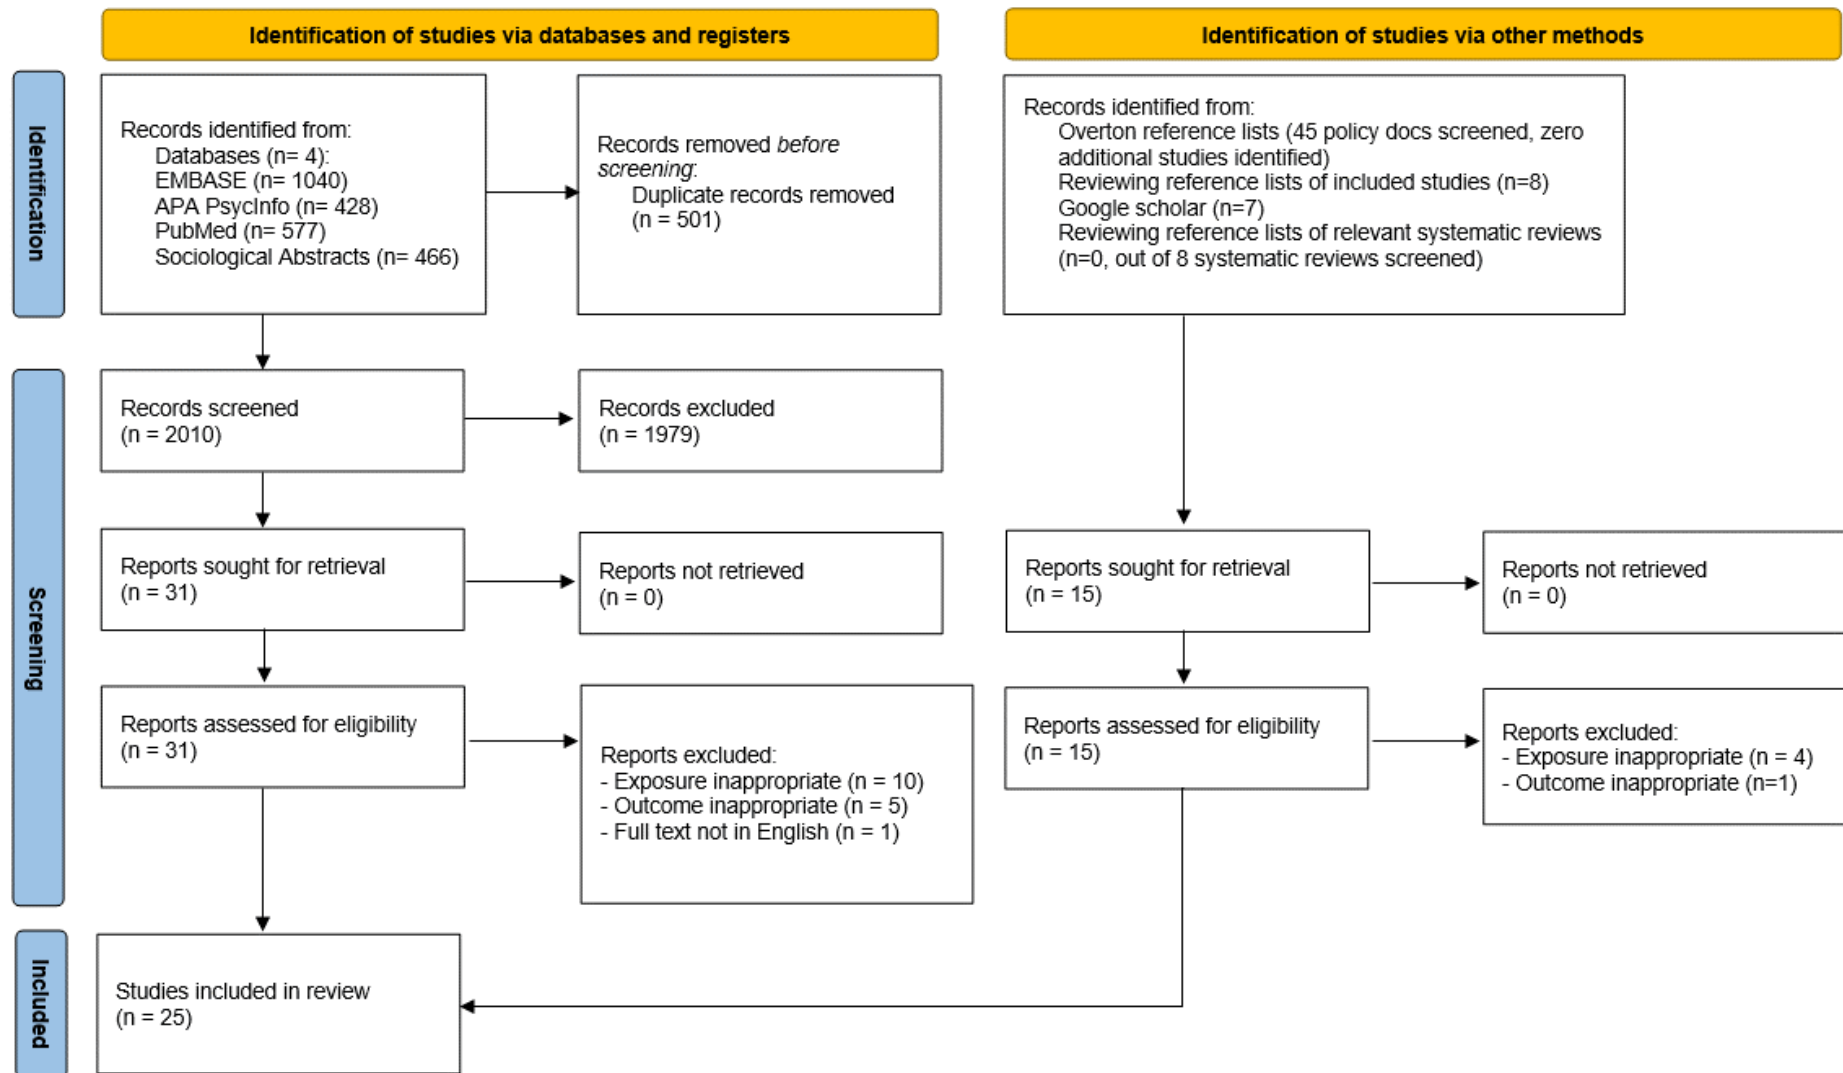 Identification of studies via databases and registers
Identification of studies via other methods
Identification
Records identified from:
Databases (n= 4):
EMBASE (n= 1040)
APA PsycInfo (n= 428)
PubMed (n= 577)
Sociological Abstracts (n= 466)
Records removed before
screening:
Duplicate records removed
(n = 501)
Records identified from:
Overton reference lists (45 policy docs screened, zero
additional studies identified)
Reviewing reference lists of included studies (n=8)
Google scholar (n=7)
Reviewing reference lists of relevant systematic reviews
(n=0, out of 8 systematic reviews screened)
Screening
Records screened
(n = 2010)
Records excluded
(n = 1979)
Reports sought for retrieval
(n = 31)
Reports not retrieved
(n = 0)
Reports sought for retrieval
(n = 15)
Reports not retrieved
(n = 0)
Reports assessed for eligibility
(n = 31)
Reports excluded:
- Exposure inappropriate (n = 10)
- Outcome inappropriate (n = 5)
- Full text not in English (n = 1)
Reports assessed for eligibility
(n = 15)
Reports excluded:
- Exposure inappropriate (n = 4)
- Outcome inappropriate (n=1)
Included
Studies included in review
(n = 25)